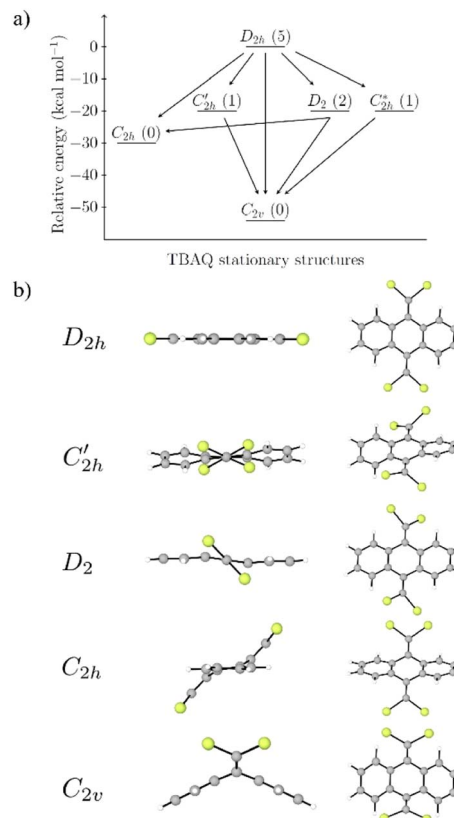 a)
D₂ₕ (5)
0
−10
C′₂ₕ (1) D₂ (2) C*₂ₕ (1)
−20
C₂ₕ (0)
−30
−40
C₂ᵥ (0)
−50
Relative energy (kcal mol⁻¹)
TBAQ stationary structures
b)
D₂ₕ
C′₂ₕ
D₂
C₂ₕ
C₂ᵥ